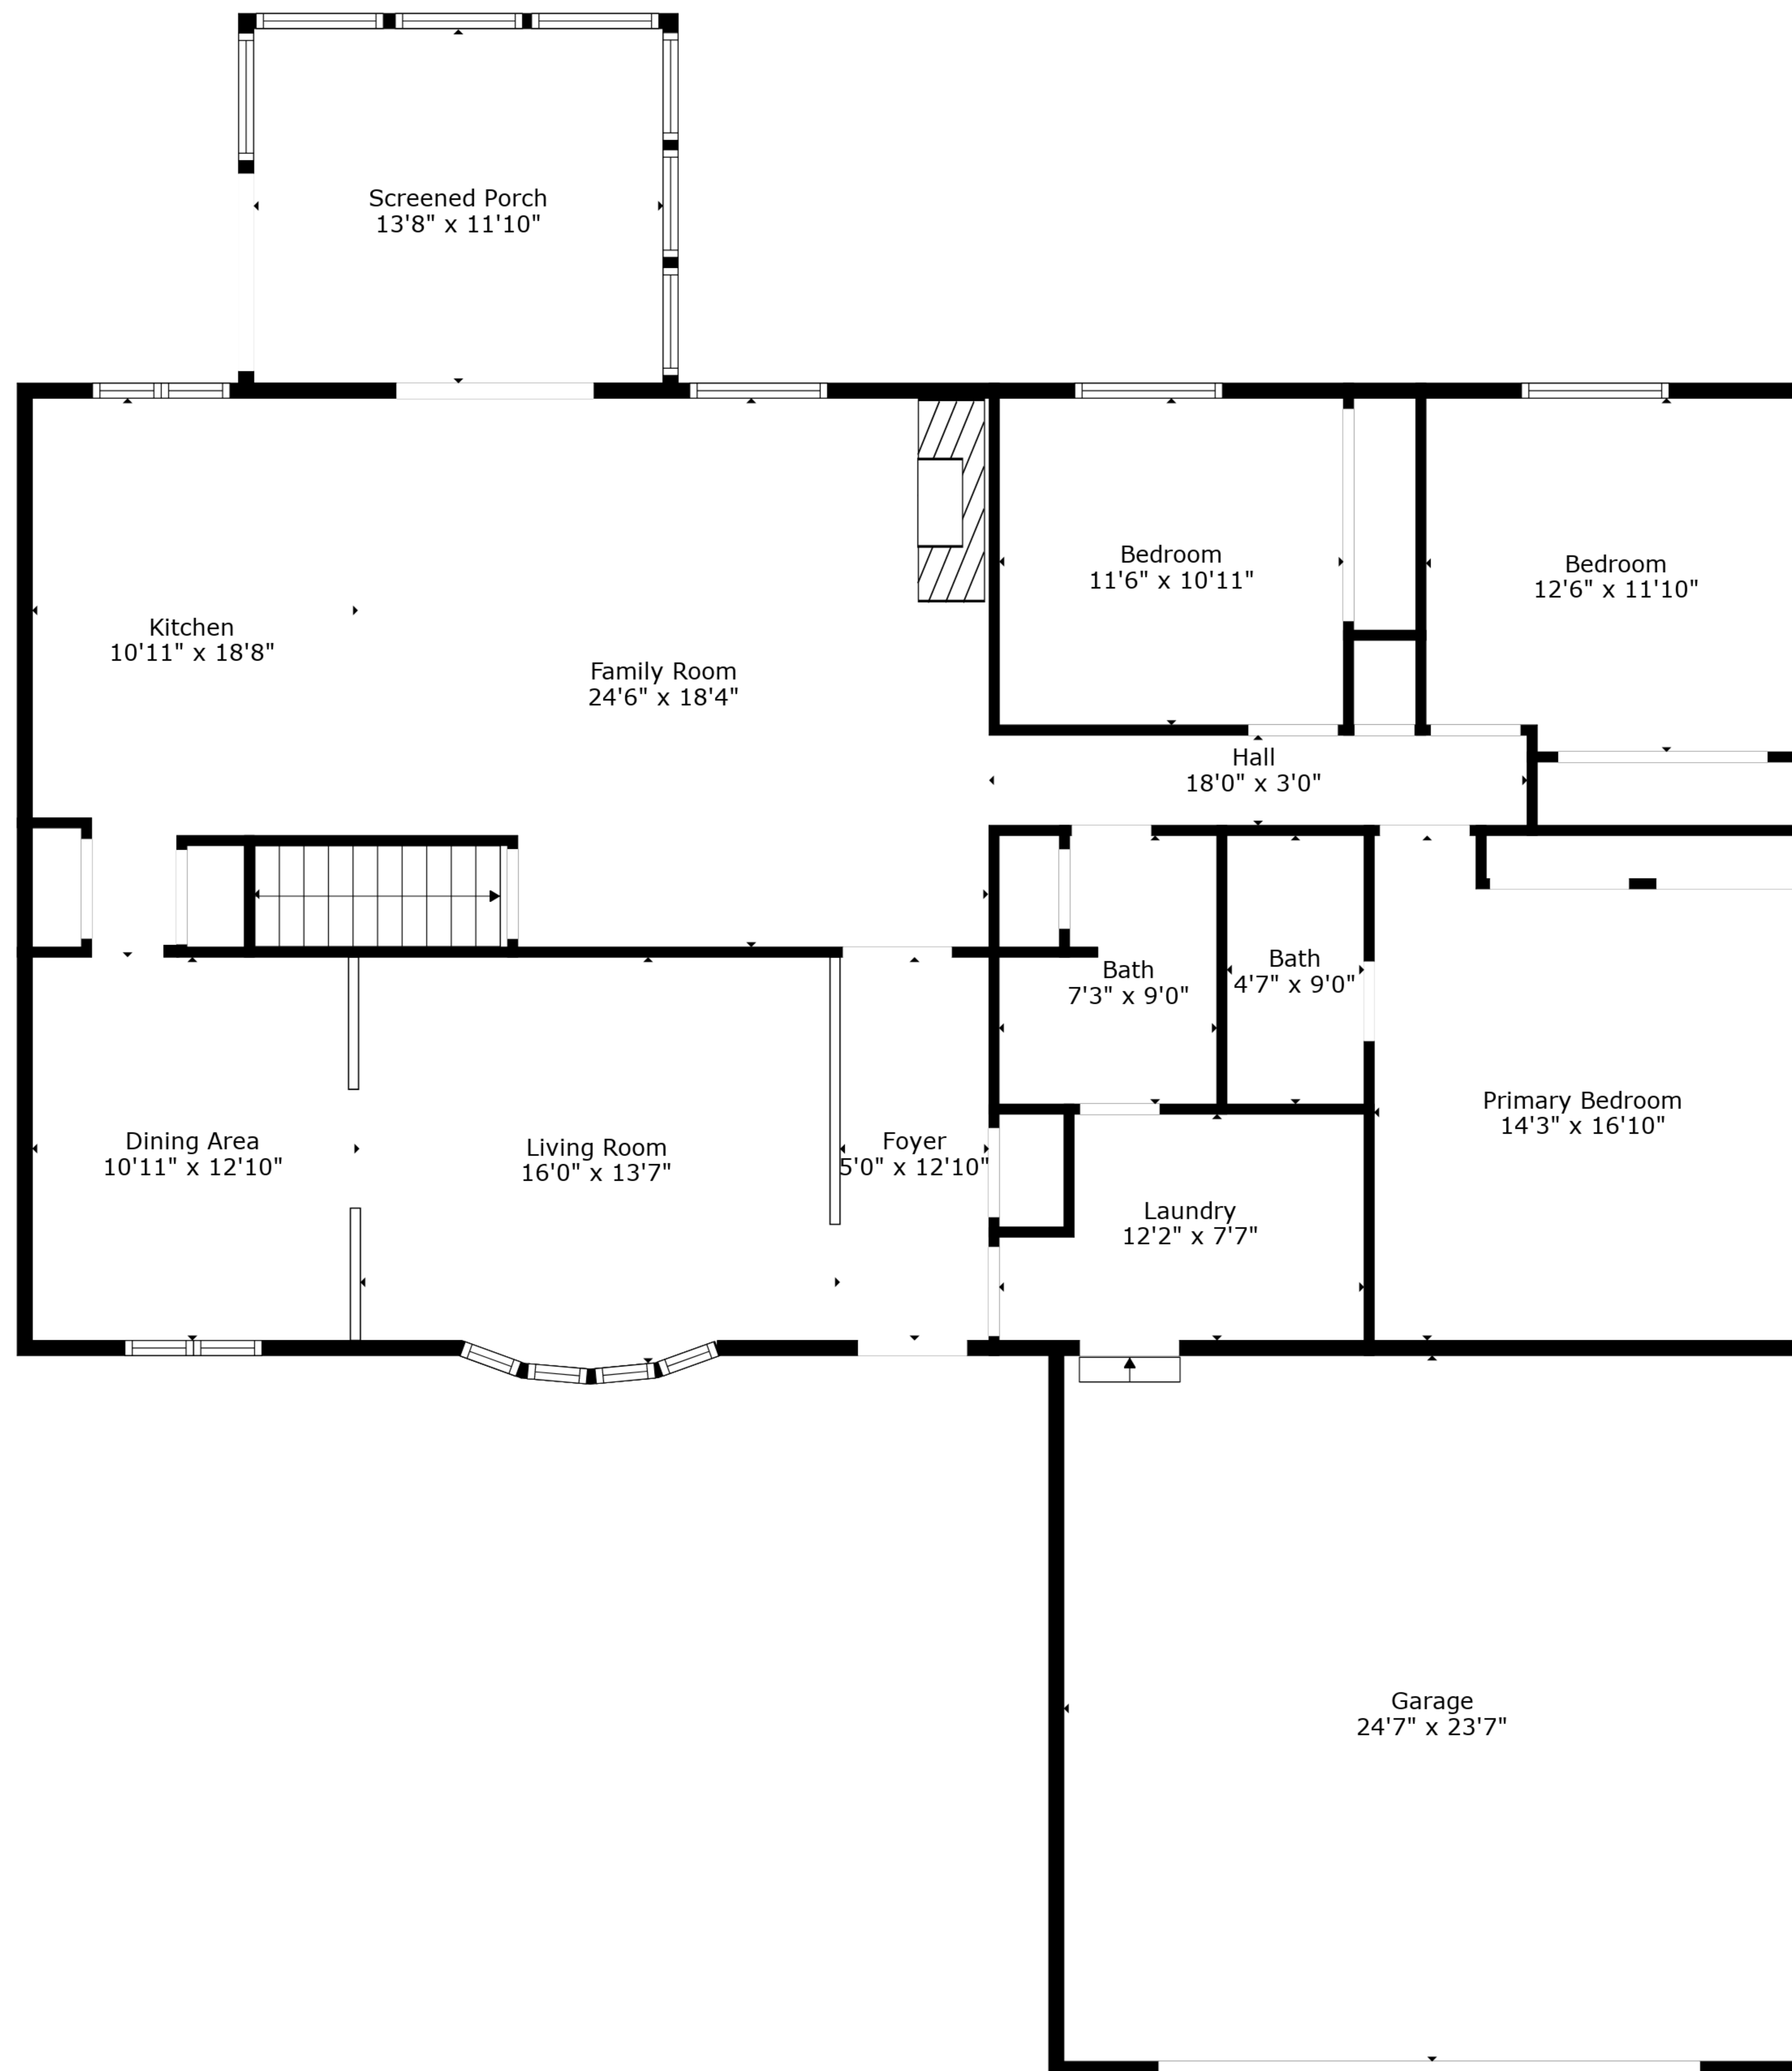 Screened Porch
13'8" x 11'10"
Kitchen
10'11" x 18'8"
Family Room
24'6" x 18'4"
Bedroom
11'6" x 10'11"
Bedroom
12'6" x 11'10"
Hall
18'0" x 3'0"
Bath
7'3" x 9'0"
Bath
4'7" x 9'0"
Primary Bedroom
14'3" x 16'10"
Dining Area
10'11" x 12'10"
Living Room
16'0" x 13'7"
Foyer
5'0" x 12'10"
Laundry
12'2" x 7'7"
Garage
24'7" x 23'7"